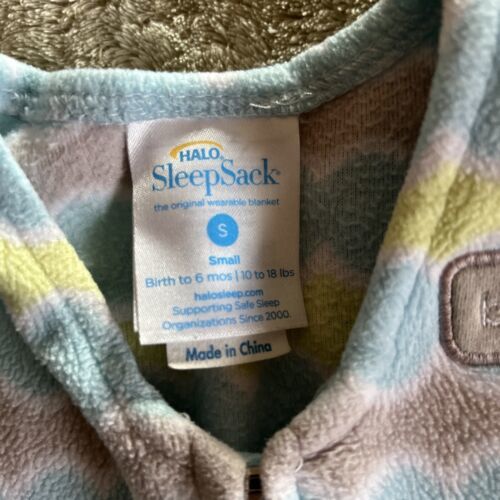 HALO®
SleepSack®
the original wearable blanket
S
Small
Birth to 6 mos | 10 to 18 lbs
halosleep.com
Supporting Safe Sleep
Organizations Since 2000.
Made in China